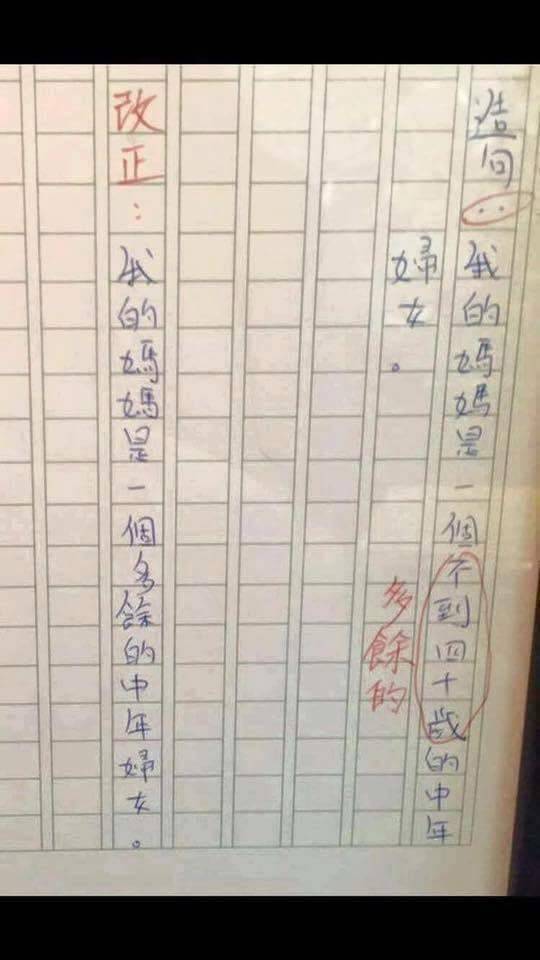 造句：我的媽媽是一個不到四十歲的中年
婦女。
多餘的
改正：我的媽媽是一個多餘的中年婦女。